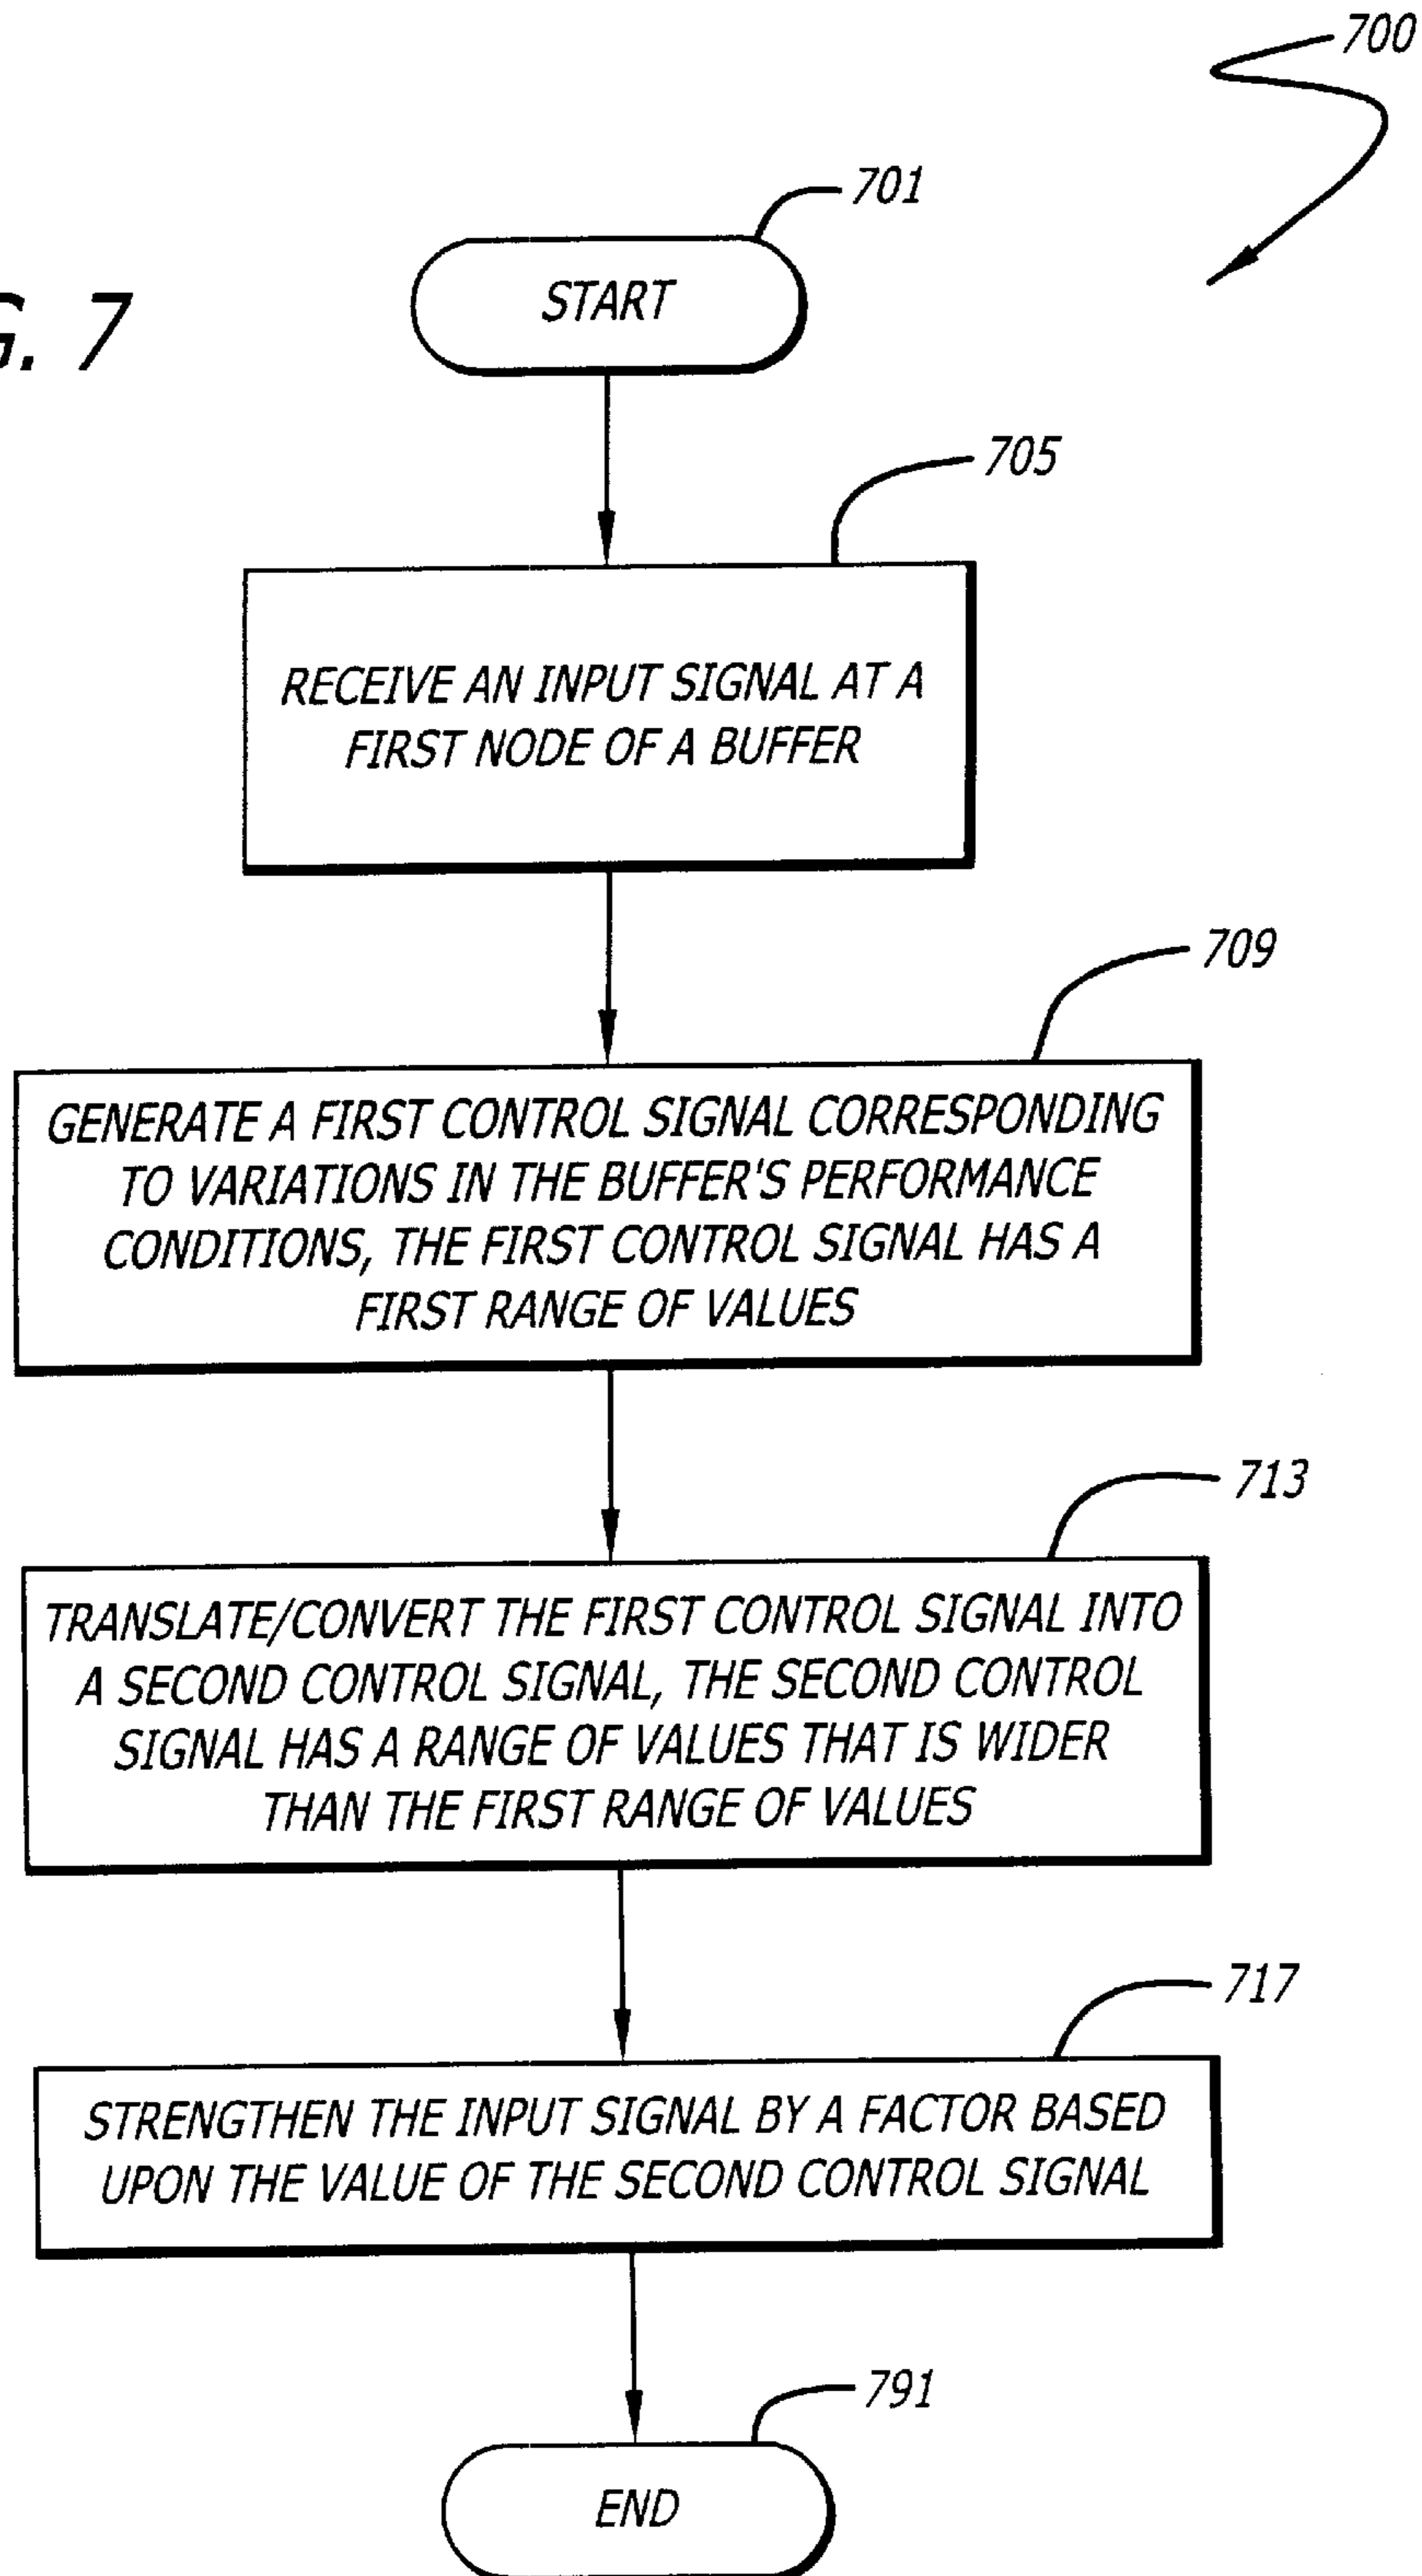 700
701
G. 7
START
705
RECEIVE AN INPUT SIGNAL AT A
FIRST NODE OF A BUFFER
709
GENERATE A FIRST CONTROL SIGNAL CORRESPONDING
TO VARIATIONS IN THE BUFFER'S PERFORMANCE
CONDITIONS, THE FIRST CONTROL SIGNAL HAS A
FIRST RANGE OF VALUES
713
TRANSLATE/CONVERT THE FIRST CONTROL SIGNAL INTO
A SECOND CONTROL SIGNAL, THE SECOND CONTROL
SIGNAL HAS A RANGE OF VALUES THAT IS WIDER
THAN THE FIRST RANGE OF VALUES
717
STRENGTHEN THE INPUT SIGNAL BY A FACTOR BASED
UPON THE VALUE OF THE SECOND CONTROL SIGNAL
791
END